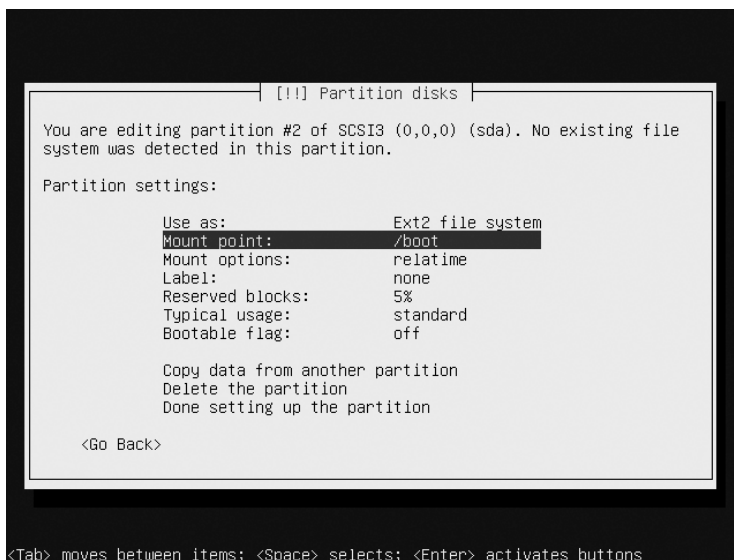 [!!] Partition disks
You are editing partition #2 of SCSI3 (0,0,0) (sda). No existing file
system was detected in this partition.
Partition settings:
Use as: Ext2 file system
Mount point: /boot
Mount options: relatime
Label: none
Reserved blocks: 5%
Typical usage: standard
Bootable flag: off
Copy data from another partition
Delete the partition
Done setting up the partition
<Go Back>
<Tab> moves between items; <Space> selects; <Enter> activates buttons